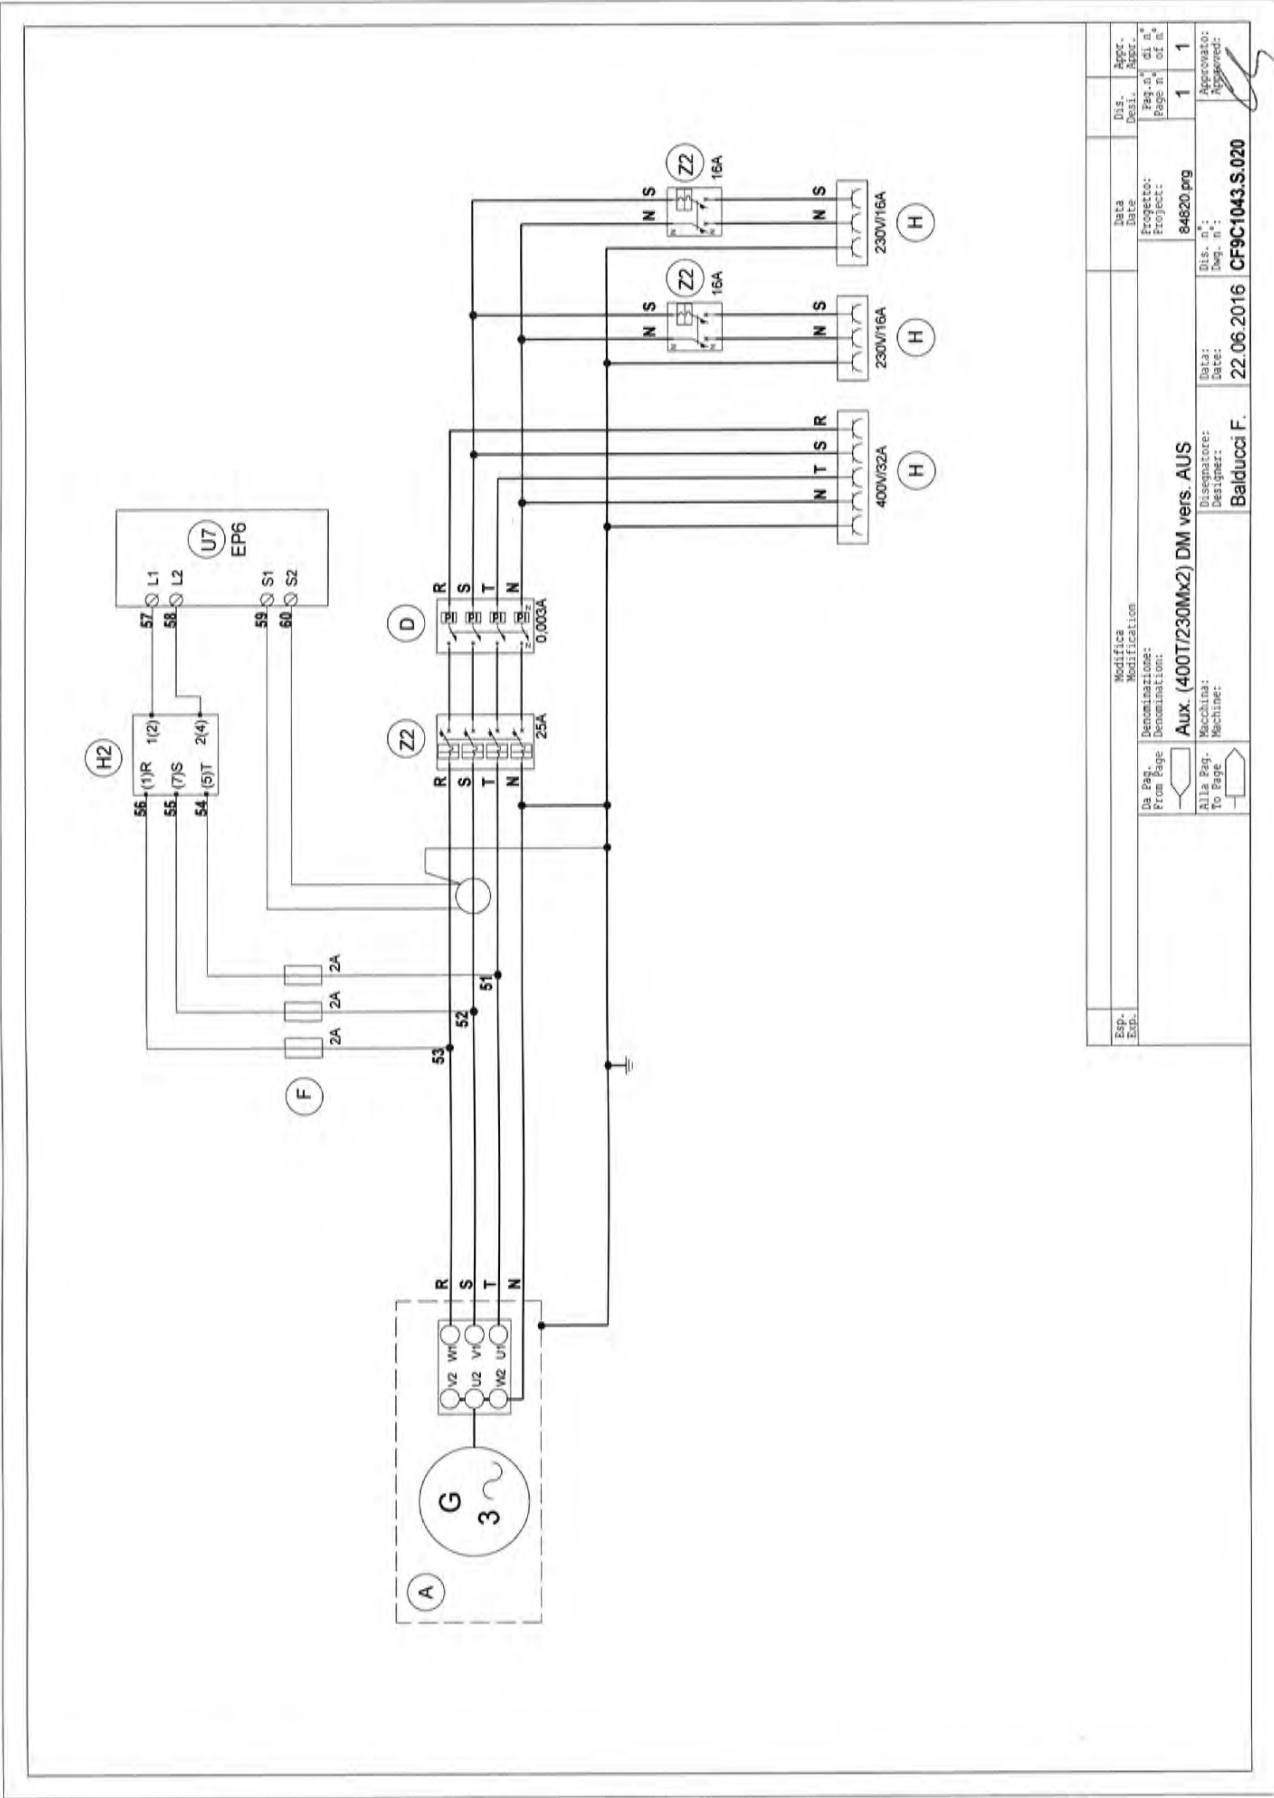 H2
56 (1)R 1(2)
55 (7)S
54 (5)T 2(4)
57 L1
58 L2
59 S1
60 S2
U7
EP6
F
2A
2A
2A
53
52
51
A
G
3
V2 W1
U2 V1
W2 U1
R
S
T
N
Z2
R
S
T
N
25A
D
R
S
T
N
0,003A
N S
Z2
16A
N S
Z2
16A
N T S R
400V/32A
H
N S
230V/16A
H
N S
230V/16A
H
Esp.
Exp.
Modifica
Modification
Data
Date
Dis.
Desi.
Appr.
Appr.
Da Pag.
From Page
Denominazione:
Denomination:
Aux. (400T/230Mx2) DM vers. AUS
Progetto:
Project:
84820.prg
Pag.n°
Page n°
1
di n°
of n°
1
Alla Pag.
To Page
Macchina:
Machine:
Disegnatore:
Designer:
Balducci F.
Data:
Date:
22.06.2016
Dis. n°:
Dwg. n°:
CF9C1043.S.020
Approvato:
Approved: